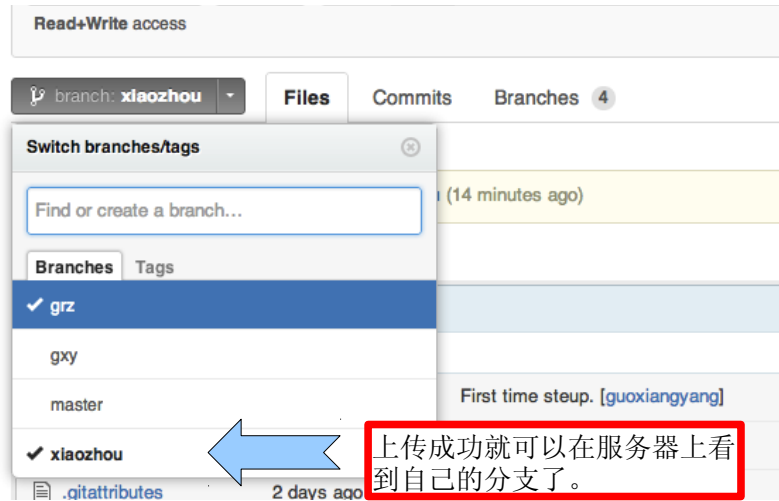 Read+Write access
branch: xiaozhou
Files Commits Branches 4
Switch branches/tags
(14 minutes ago)
Find or create a branch...
Branches Tags
grz
gxy
master
First time steup. [guoxiangyang]
xiaozhou
上传成功就可以在服务器上看
到自己的分支了。
.gitattributes 2 days ago